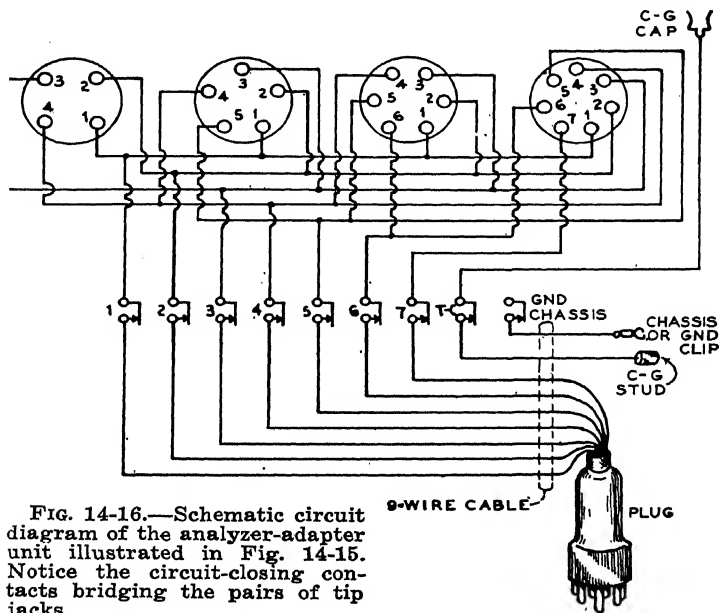 C-G
CAP
3 2 4 1
3 4 2 5 1
4 3 5 2 6 1
5 4 3 6 2 7 1
1 2 3 4 5 6 7 T
GND
CHASSIS
CHASSIS
OR GND
CLIP
C-G
STUD
9-WIRE CABLE
PLUG
FIG. 14-16.—Schematic circuit
diagram of the analyzer-adapter
unit illustrated in Fig. 14-15.
Notice the circuit-closing con-
tacts bridging the pairs of tip
jacks.